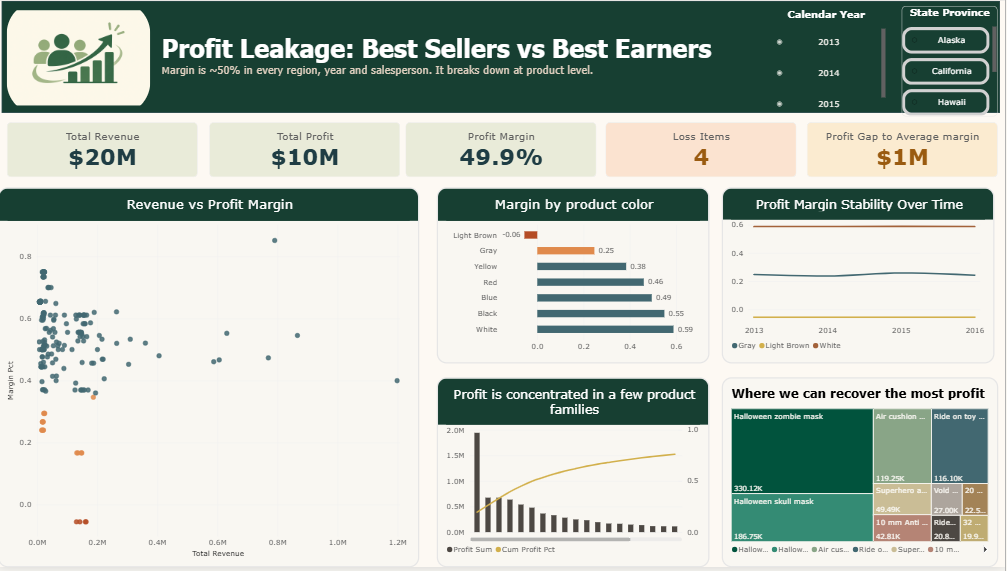 Profit Leakage: Best Sellers vs Best Earners
Margin is ~50% in every region, year and salesperson. It breaks down at product level.
Calendar Year
2013
2014
2015
State Province
Alaska
California
Hawaii
Total Revenue
$20M
Total Profit
$10M
Profit Margin
49.9%
Loss Items
4
Profit Gap to Average margin
$1M
Revenue vs Profit Margin
0.8
0.6
0.4
0.2
0.0
Margin Pct
0.0M 0.2M 0.4M 0.6M 0.8M 1.0M 1.2M
Total Revenue
Margin by product color
Light Brown -0.06
Gray 0.25
Yellow 0.38
Red 0.46
Blue 0.49
Black 0.55
White 0.59
0.0 0.2 0.4 0.6
Profit Margin Stability Over Time
0.6
0.4
0.2
0.0
2013 2014 2015 2016
Gray Light Brown White
Profit is concentrated in a few product
families
2.0M 1.0
1.5M
1.0M 0.5
0.5M
0.0M 0.0
Profit Sum Cum Profit Pct
Where we can recover the most profit
Halloween zombie mask
330.12K
Halloween skull mask
186.75K
Air cushion ...
119.25K
Ride on toy ...
116.10K
Superhero a...
49.49K
10 mm Anti ...
42.81K
Void ...
27.00K
20 ...
22.5...
Ride...
20.8...
32 ...
19.9...
Hallow... Hallow... Air cus... Ride o... Super... 10 m...